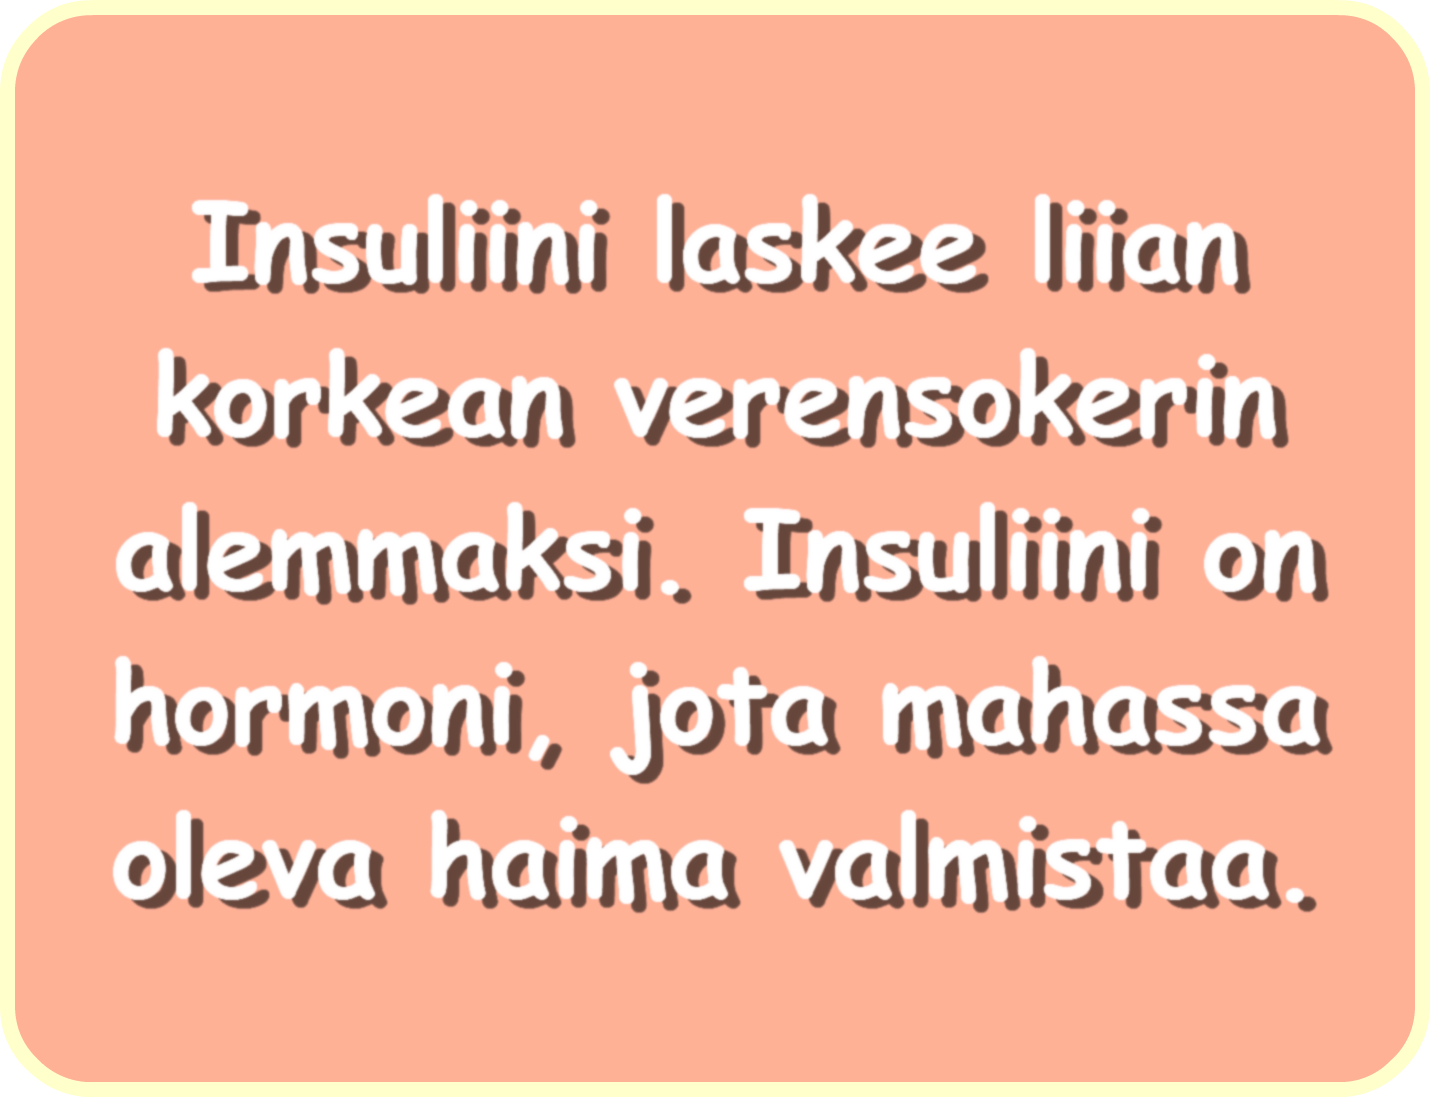 Insuliini laskee liian
korkean verensokerin
alemmaksi. Insuliini on
hormoni, jota mahassa
oleva haima valmistaa.